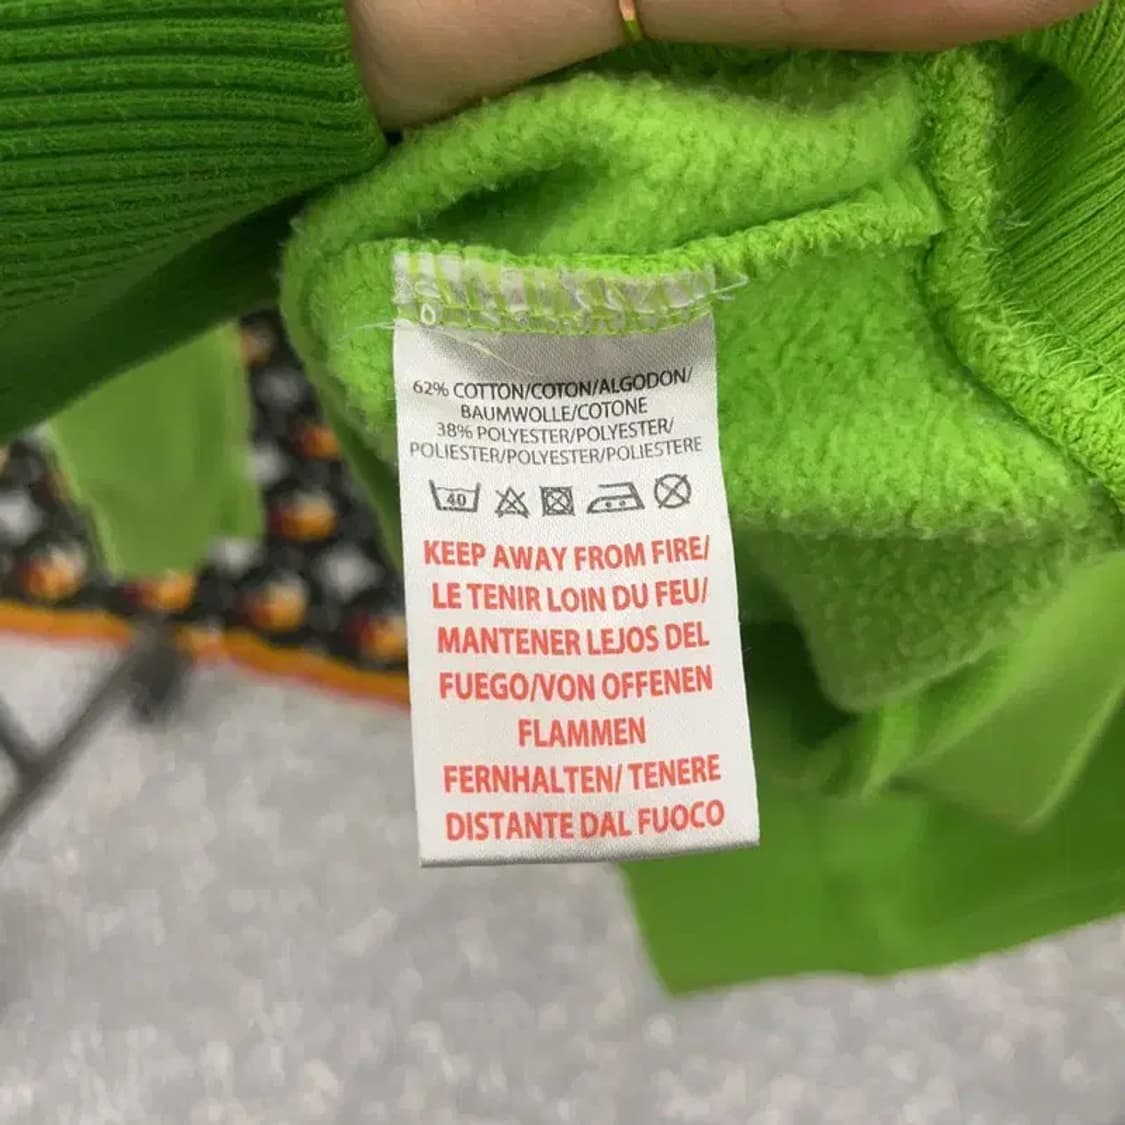 62% COTTON/COTON/ALGODON/
BAUMWOLLE/COTONE
38% POLYESTER/POLYESTER/
POLIESTER/POLYESTER/POLIESTERE
40
KEEP AWAY FROM FIRE/
LE TENIR LOIN DU FEU/
MANTENER LEJOS DEL
FUEGO/VON OFFENEN
FLAMMEN
FERNHALTEN/ TENERE
DISTANTE DAL FUOCO